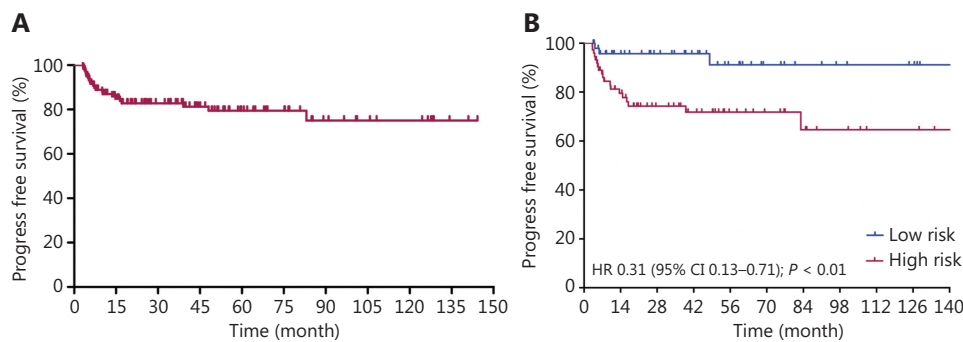 A
Progress free survival (%)
100
80
60
40
20
0
0 15 30 45 60 75 90 105 120 135 150
Time (month)
B
Progress free survival (%)
100
80
60
40
20
0
Low risk
High risk
HR 0.31 (95% CI 0.13–0.71); P < 0.01
0 14 28 42 56 70 84 98 112 126 140
Time (month)